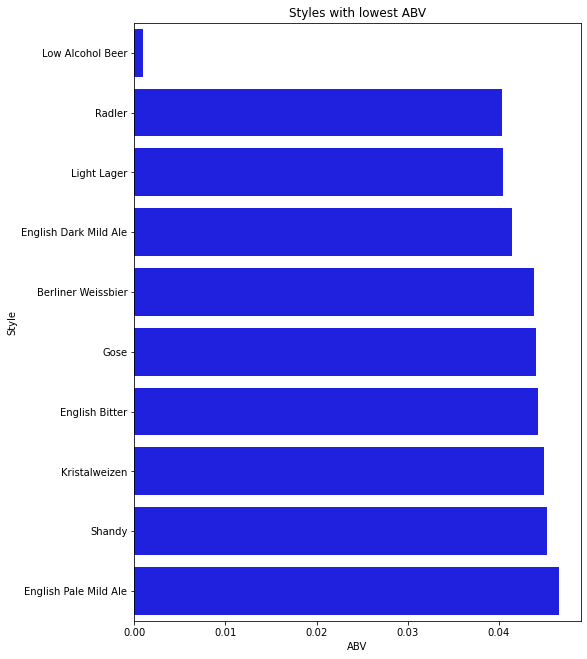 Styles with lowest ABV
Low Alcohol Beer
Radler
Light Lager
English Dark Mild Ale
Berliner Weissbier
Gose
English Bitter
Kristalweizen
Shandy
English Pale Mild Ale
Style
0.00 0.01 0.02 0.03 0.04
ABV